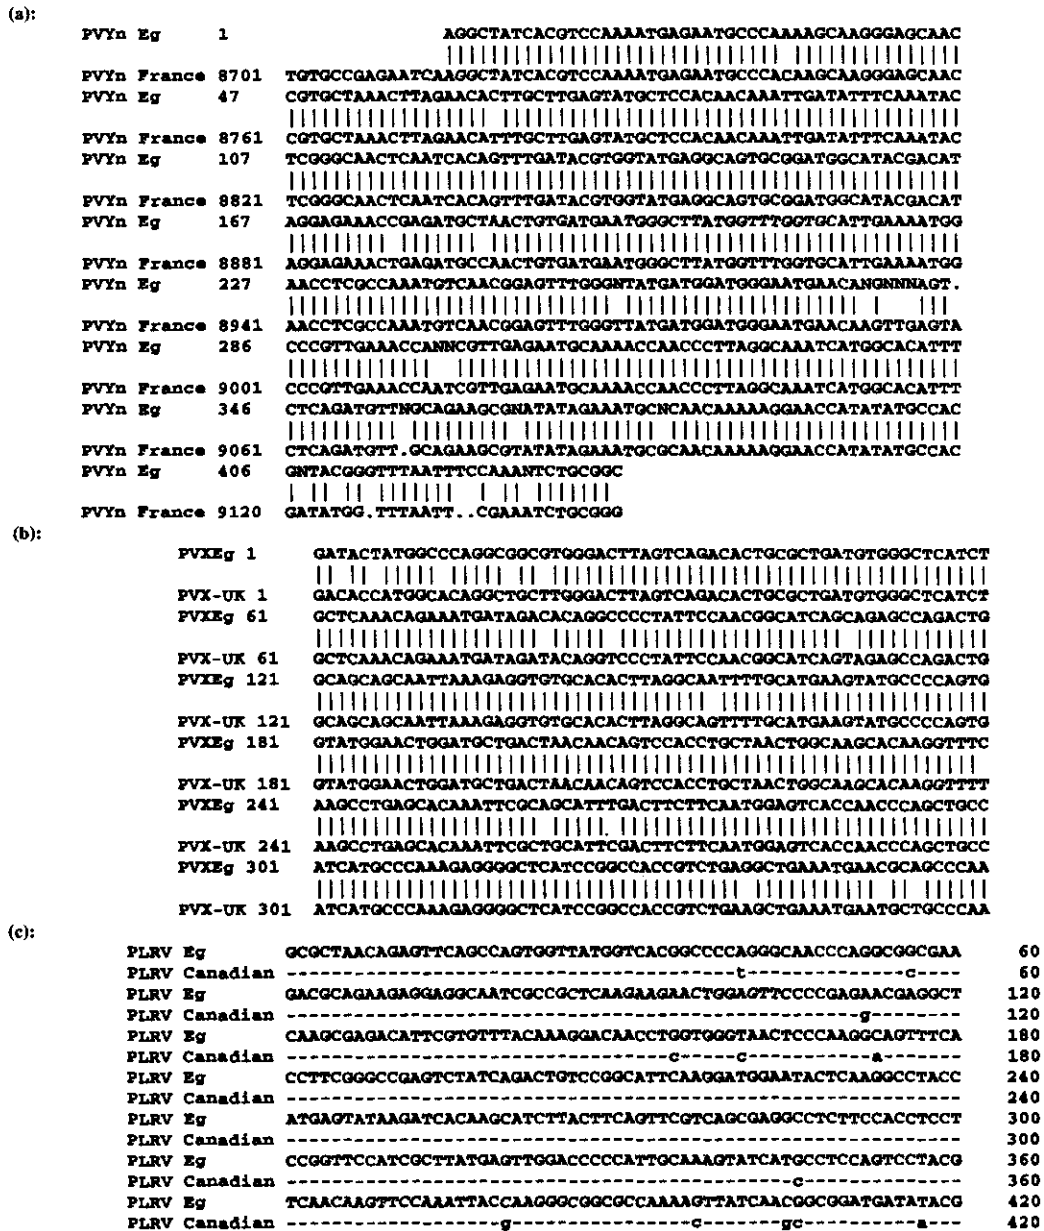 (a):
PVYn Eg 1 AGGCTATCACGTCCAAAATGAGAATGCCCAAAAGCAAGGGAGCAAC
PVYn France 8701 TGTGCCGAGAATCAAGGCTATCACGTCCAAAATGAGAATGCCCACAAGCAAGGGAGCAAC
PVYn Eg 47 CGTGCTAAACTTAGAACACTTGCTTGAGTATGCTCCACAACAAATTGATATTTCAAATAC
PVYn France 8761 CGTGCTAAACTTAGAACATTTGCTTGAGTATGCTCCACAACAAATTGATATTTCAAATAC
PVYn Eg 107 TCGGGCAACTCAATCACAGTTTGATACGTGGTATGAGGCAGTGCGGATGGCATACGACAT
PVYn France 8821 TCGGGCAACTCAATCACAGTTTGATACGTGGTATGAGGCAGTGCGGATGGCATACGACAT
PVYn Eg 167 AGGAGAAACCGAGATGCTAACTGTGATGAATGGGCTTATGGTTTGGTGCATTGAAAATGG
PVYn France 8881 AGGAGAAACTGAGATGCCAACTGTGATGAATGGGCTTATGGTTTGGTGCATTGAAAATGG
PVYn Eg 227 AACCTCGCCAAATGTCAACGGAGTTTGGGNTATGATGGATGGGAATGAACANGNNNAGT.
PVYn France 8941 AACCTCGCCAAATGTCAACGGAGTTTGGGTTATGATGGATGGGAATGAACAAGTTGAGTA
PVYn Eg 286 CCCGTTGAAACCANNCGTTGAGAATGCAAAACCAACCCTTAGGCAAATCATGGCACATTT
PVYn France 9001 CCCGTTGAAACCAATCGTTGAGAATGCAAAACCAACCCTTAGGCAAATCATGGCACATTT
PVYn Eg 346 CTCAGATGTTNGCAGAAGCGNATATAGAAATGCNCAACAAAAAGGAACCATATATGCCAC
PVYn France 9061 CTCAGATGTT.GCAGAAGCGTATATAGAAATGCGCAACAAAAAGGAACCATATATGCCAC
PVYn Eg 406 GNTACGGGTTTAATTTCCAAANTCTGCGGC
PVYn France 9120 GATATGG.TTTAATT..CGAAATCTGCGGG
(b):
PVXEg 1 GATACTATGGCCCAGGCGGCGTGGGACTTAGTCAGACACTGCGCTGATGTGGGCTCATCT
PVX-UK 1 GACACCATGGCACAGGCTGCTTGGGACTTAGTCAGACACTGCGCTGATGTGGGCTCATCT
PVXEg 61 GCTCAAACAGAAATGATAGACACAGGCCCCTATTCCAACGGCATCAGCAGAGCCAGACTG
PVX-UK 61 GCTCAAACAGAAATGATAGATACAGGTCCCTATTCCAACGGCATCAGTAGAGCCAGACTG
PVXEg 121 GCAGCAGCAATTAAAGAGGTGTGCACACTTAGGCAATTTTGCATGAAGTATGCCCCAGTG
PVX-UK 121 GCAGCAGCAATTAAAGAGGTGTGCACACTTAGGCAGTTTTGCATGAAGTATGCCCCAGTG
PVXEg 181 GTATGGAACTGGATGCTGACTAACAACAGTCCACCTGCTAACTGGCAAGCACAAGGTTTC
PVX-UK 181 GTATGGAACTGGATGCTGACTAACAACAGTCCACCTGCTAACTGGCAAGCACAAGGTTTT
PVXEg 241 AAGCCTGAGCACAAATTCGCAGCATTTGACTTCTTCAATGGAGTCACCAACCCAGCTGCC
PVX-UK 241 AAGCCTGAGCACAAATTCGCTGCATTCGACTTCTTCAATGGAGTCACCAACCCAGCTGCC
PVXEg 301 ATCATGCCCAAAGAGGGGCTCATCCGGCCACCGTCTGAGGCTGAAATGAACGCAGCCCAA
PVX-UK 301 ATCATGCCCAAAGAGGGGCTCATCCGGCCACCGTCTGAAGCTGAAATGAATGCTGCCCAA
(c):
PLRV Eg GCGCTAACAGAGTTCAGCCAGTGGTTATGGTCACGGCCCCAGGGCAACCCAGGCGGCGAA 60
PLRV Canadian ----------------------------------------t--------------c---- 60
PLRV Eg GACGCAGAAGAGGAGGCAATCGCCGCTCAAGAAGAACTGGAGTTCCCCGAGAACGAGGCT 120
PLRV Canadian ---------------------------------------------------g-------- 120
PLRV Eg CAAGCGAGACATTCGTGTTTACAAAGGACAACCTGGTGGGTAACTCCCAAGGCAGTTTCA 180
PLRV Canadian ----------------------------------c-----c-----------a------- 180
PLRV Eg CCTTCGGGCCGAGTCTATCAGACTGTCCGGCATTCAAGGATGGAATACTCAAGGCCTACC 240
PLRV Canadian ------------------------------------------------------------ 240
PLRV Eg ATGAGTATAAGATCACAAGCATCTTACTTCAGTTCGTCAGCGAGGCCTCTTCCACCTCCT 300
PLRV Canadian ------------------------------------------------------------ 300
PLRV Eg CCGGTTCCATCGCTTATGAGTTGGACCCCCATTGCAAAGTATCATGCCTCCAGTCCTACG 360
PLRV Canadian ---------------------------------------------c-------------- 360
PLRV Eg TCAACAAGTTCCAAATTACCAAGGGCGGCGCCAAAAGTTATCAACGGCGGATGATATACG 420
PLRV Canadian -------------------g----------------c-------gc----------a--- 420